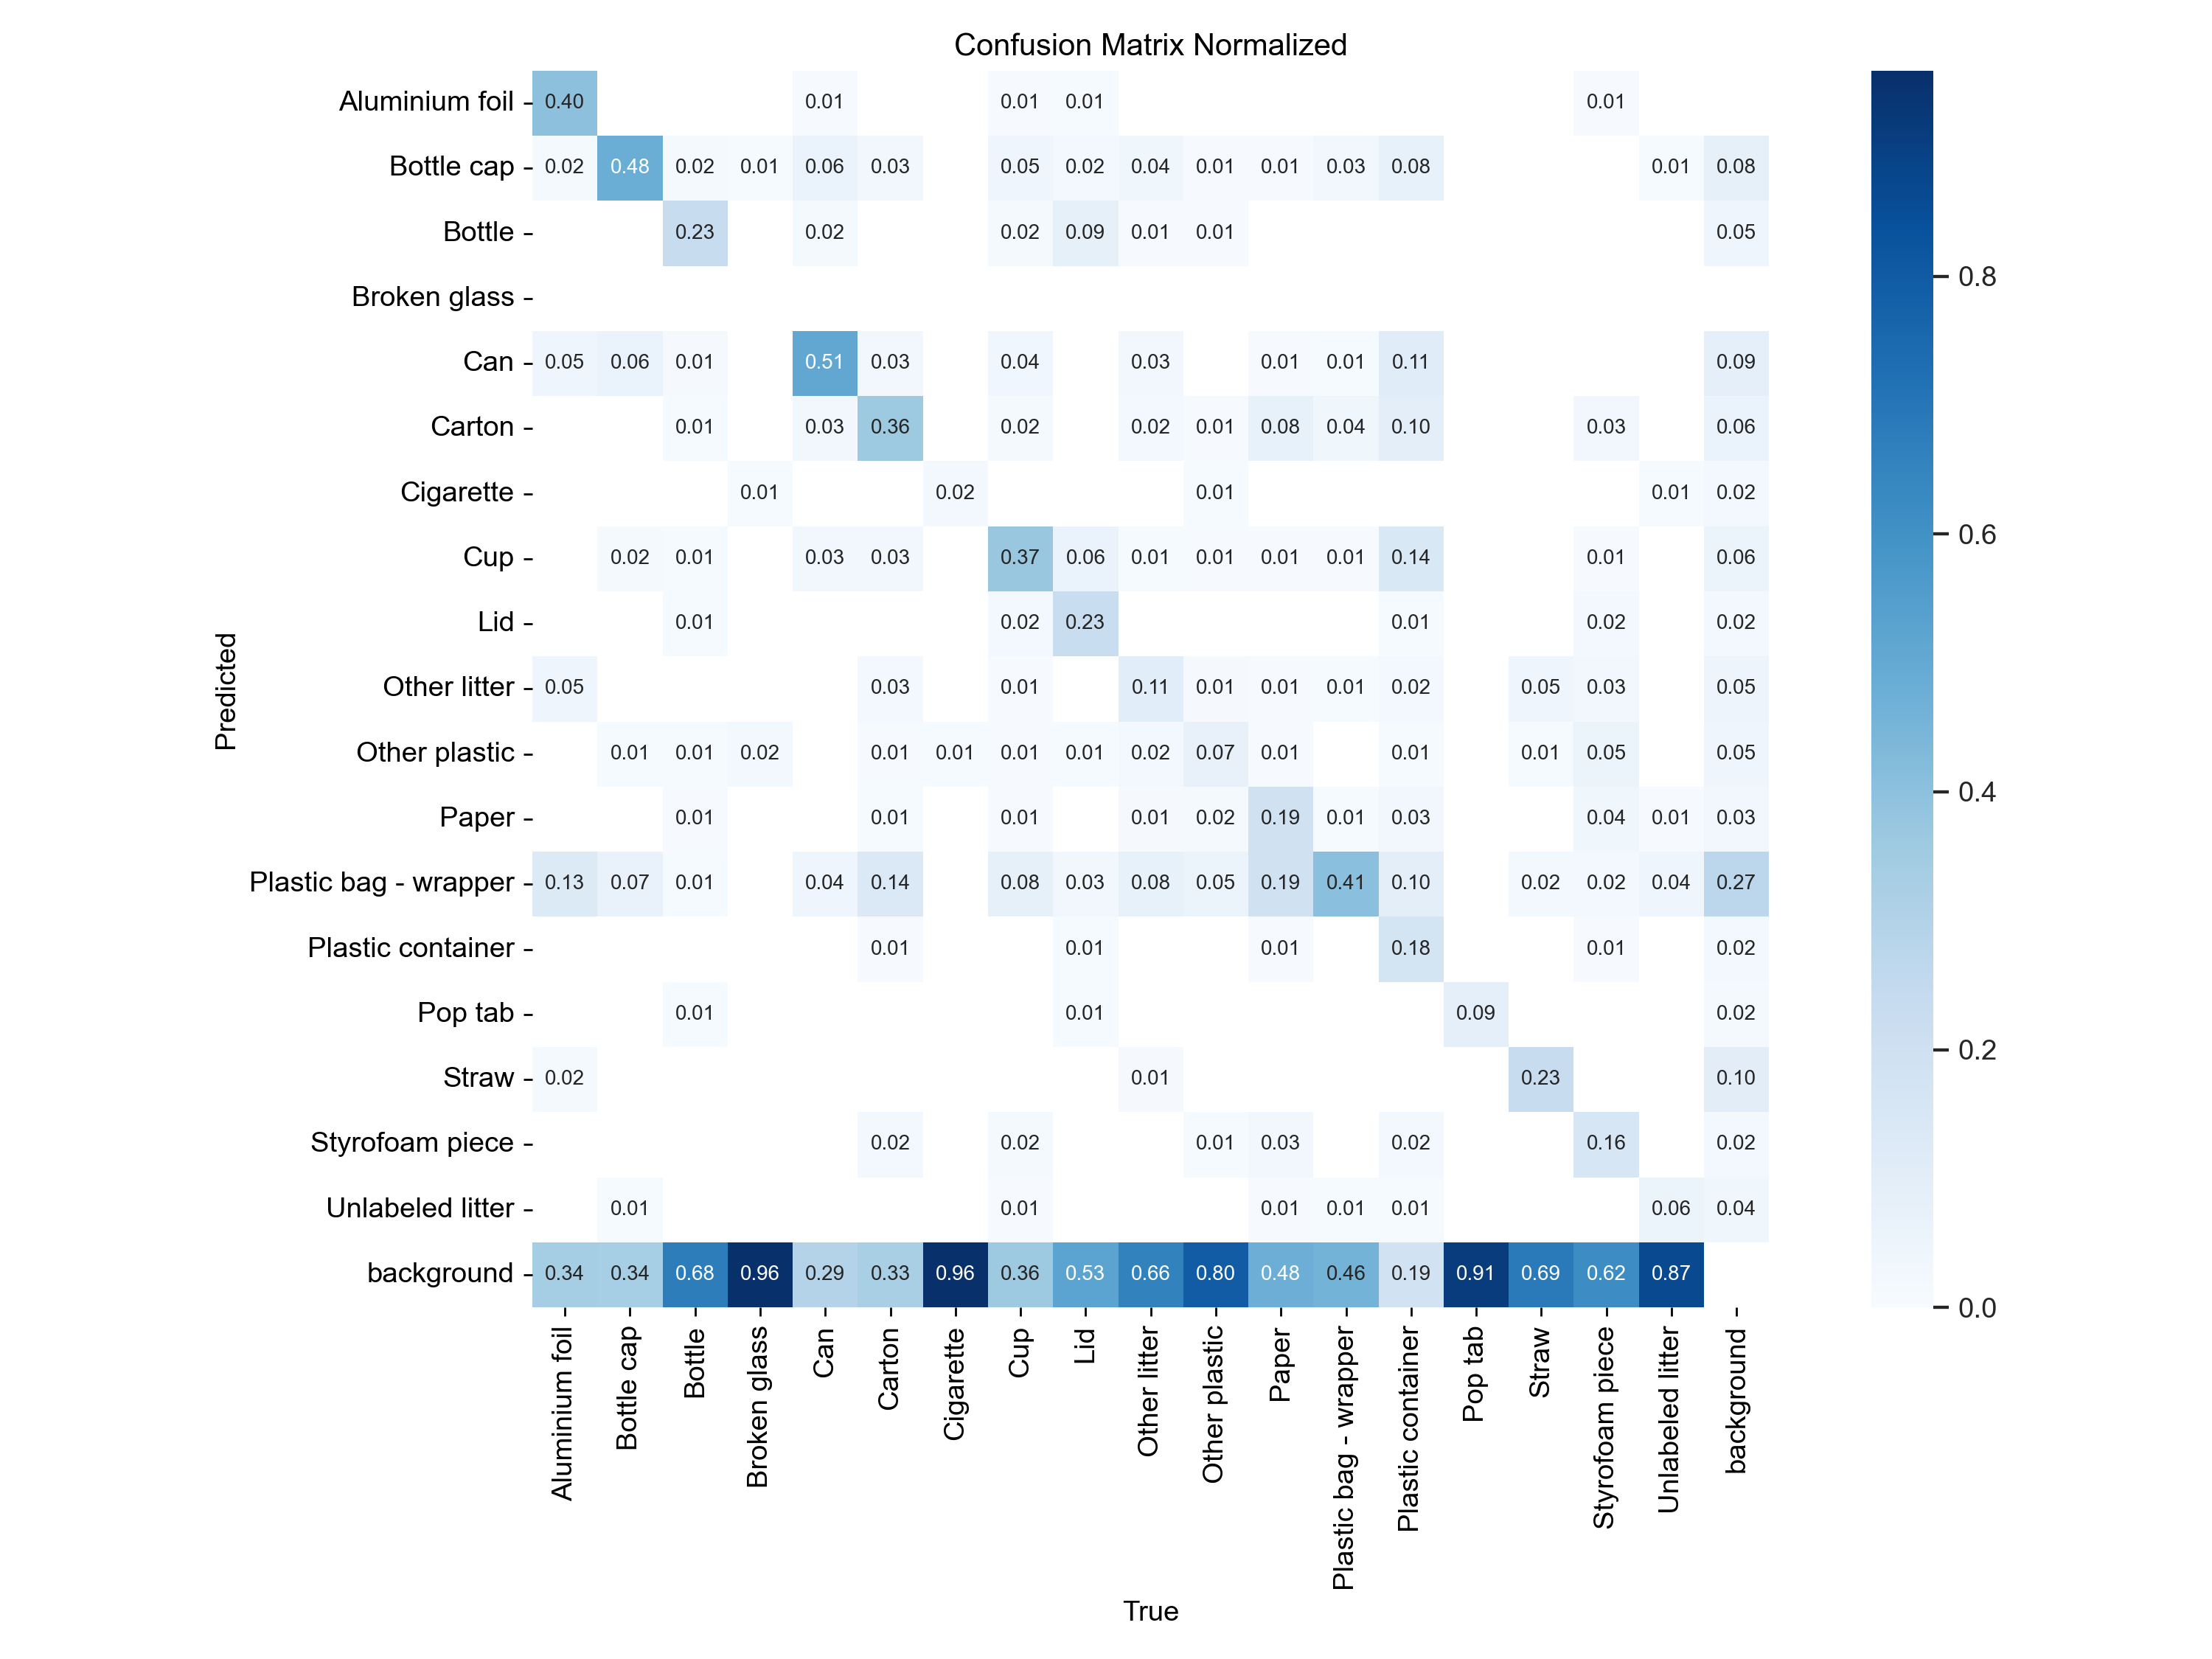 Confusion Matrix Normalized
Aluminium foil 0.40 0.01 0.01 0.01 0.01
Bottle cap 0.02 0.48 0.02 0.01 0.06 0.03 0.05 0.02 0.04 0.01 0.01 0.03 0.08 0.01 0.08
Bottle 0.23 0.02 0.02 0.09 0.01 0.01 0.05
Broken glass
Can 0.05 0.06 0.01 0.51 0.03 0.04 0.03 0.01 0.01 0.11 0.09
Carton 0.01 0.03 0.36 0.02 0.02 0.01 0.08 0.04 0.10 0.03 0.06
Cigarette 0.01 0.02 0.01 0.01 0.02
Cup 0.02 0.01 0.03 0.03 0.37 0.06 0.01 0.01 0.01 0.01 0.14 0.01 0.06
Lid 0.01 0.02 0.23 0.01 0.02 0.02
Other litter 0.05 0.03 0.01 0.11 0.01 0.01 0.01 0.02 0.05 0.03 0.05
Other plastic 0.01 0.01 0.02 0.01 0.01 0.01 0.01 0.02 0.07 0.01 0.01 0.01 0.05 0.05
Paper 0.01 0.01 0.01 0.01 0.02 0.19 0.01 0.03 0.04 0.01 0.03
Plastic bag - wrapper 0.13 0.07 0.01 0.04 0.14 0.08 0.03 0.08 0.05 0.19 0.41 0.10 0.02 0.02 0.04 0.27
Plastic container 0.01 0.01 0.01 0.18 0.01 0.02
Pop tab 0.01 0.01 0.09 0.02
Straw 0.02 0.01 0.23 0.10
Styrofoam piece 0.02 0.02 0.01 0.03 0.02 0.16 0.02
Unlabeled litter 0.01 0.01 0.01 0.01 0.01 0.06 0.04
background 0.34 0.34 0.68 0.96 0.29 0.33 0.96 0.36 0.53 0.66 0.80 0.48 0.46 0.19 0.91 0.69 0.62 0.87
Predicted
Aluminium foil
Bottle cap
Bottle
Broken glass
Can
Carton
Cigarette
Cup
Lid
Other litter
Other plastic
Paper
Plastic bag - wrapper
Plastic container
Pop tab
Straw
Styrofoam piece
Unlabeled litter
background
True
0.8
0.6
0.4
0.2
0.0